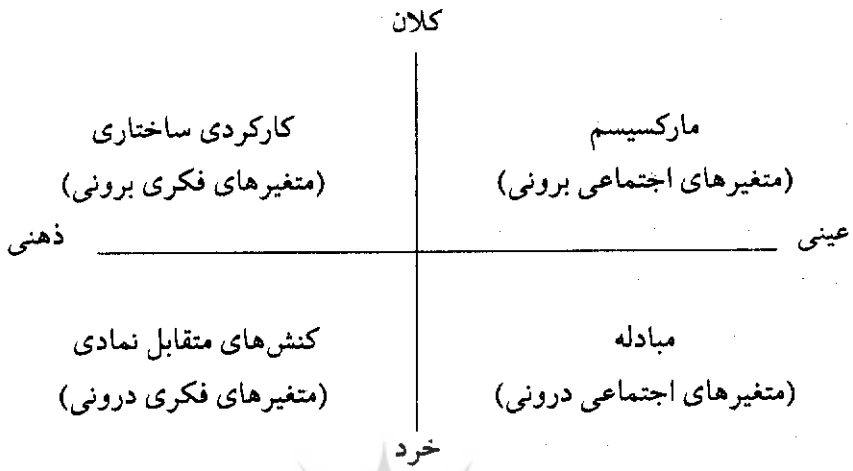 کلان
مارکسیسم
(متغیرهای اجتماعی برونی)
کارکردی ساختاری
(متغیرهای فکری برونی)
عینی
ذهنی
مبادله
(متغیرهای اجتماعی درونی)
کنش‌های متقابل نمادی
(متغیرهای فکری درونی)
خرد